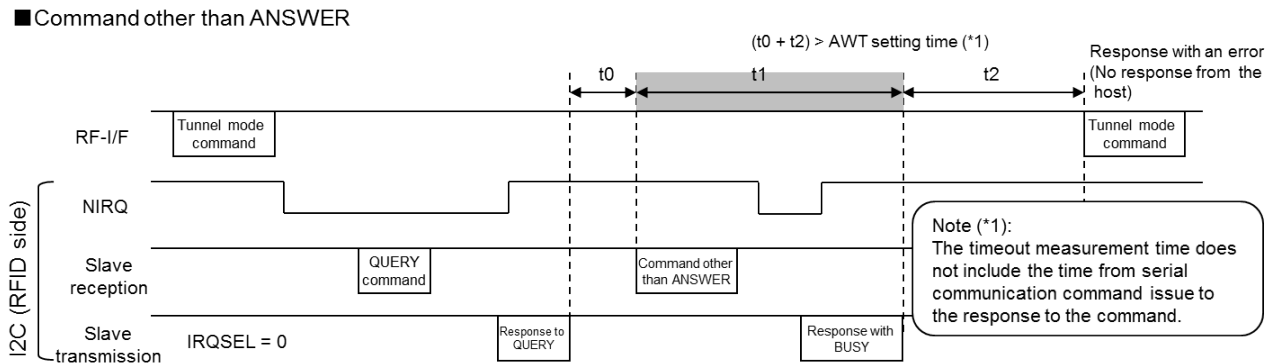 ■Command other than ANSWER
(t0 + t2) > AWT setting time (*1)
t0
t1
t2
Response with an error
(No response from the
host)
RF-I/F
Tunnel mode
command
Tunnel mode
command
I2C (RFID side)
NIRQ
Slave
reception
QUERY
command
Command other
than ANSWER
Note (*1):
The timeout measurement time does
not include the time from serial
communication command issue to
the response to the command.
Slave
transmission
IRQSEL = 0
Response to
QUERY
Response with
BUSY